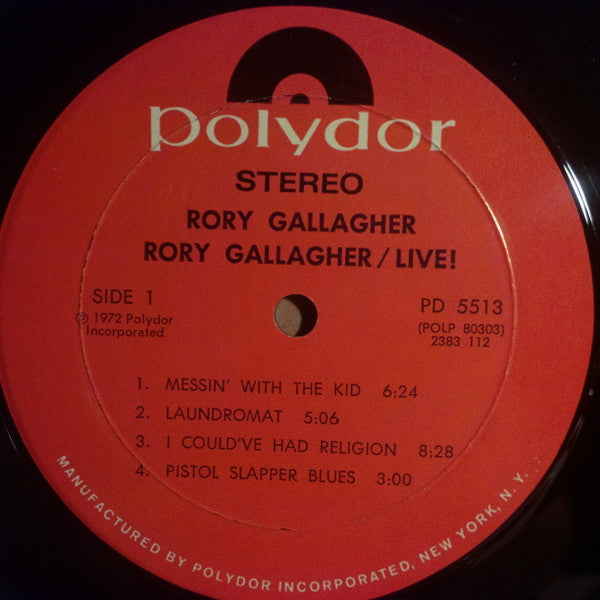 polydor
STEREO
RORY GALLAGHER
RORY GALLAGHER / LIVE!
SIDE 1
℗ 1972 Polydor
Incorporated
PD 5513
(POLP 80303)
2383 112
1. MESSIN' WITH THE KID 6:24
2. LAUNDROMAT 5:06
3. I COULD'VE HAD RELIGION 8:28
4. PISTOL SLAPPER BLUES 3:00
MANUFACTURED BY POLYDOR INCORPORATED, NEW YORK, N. Y.